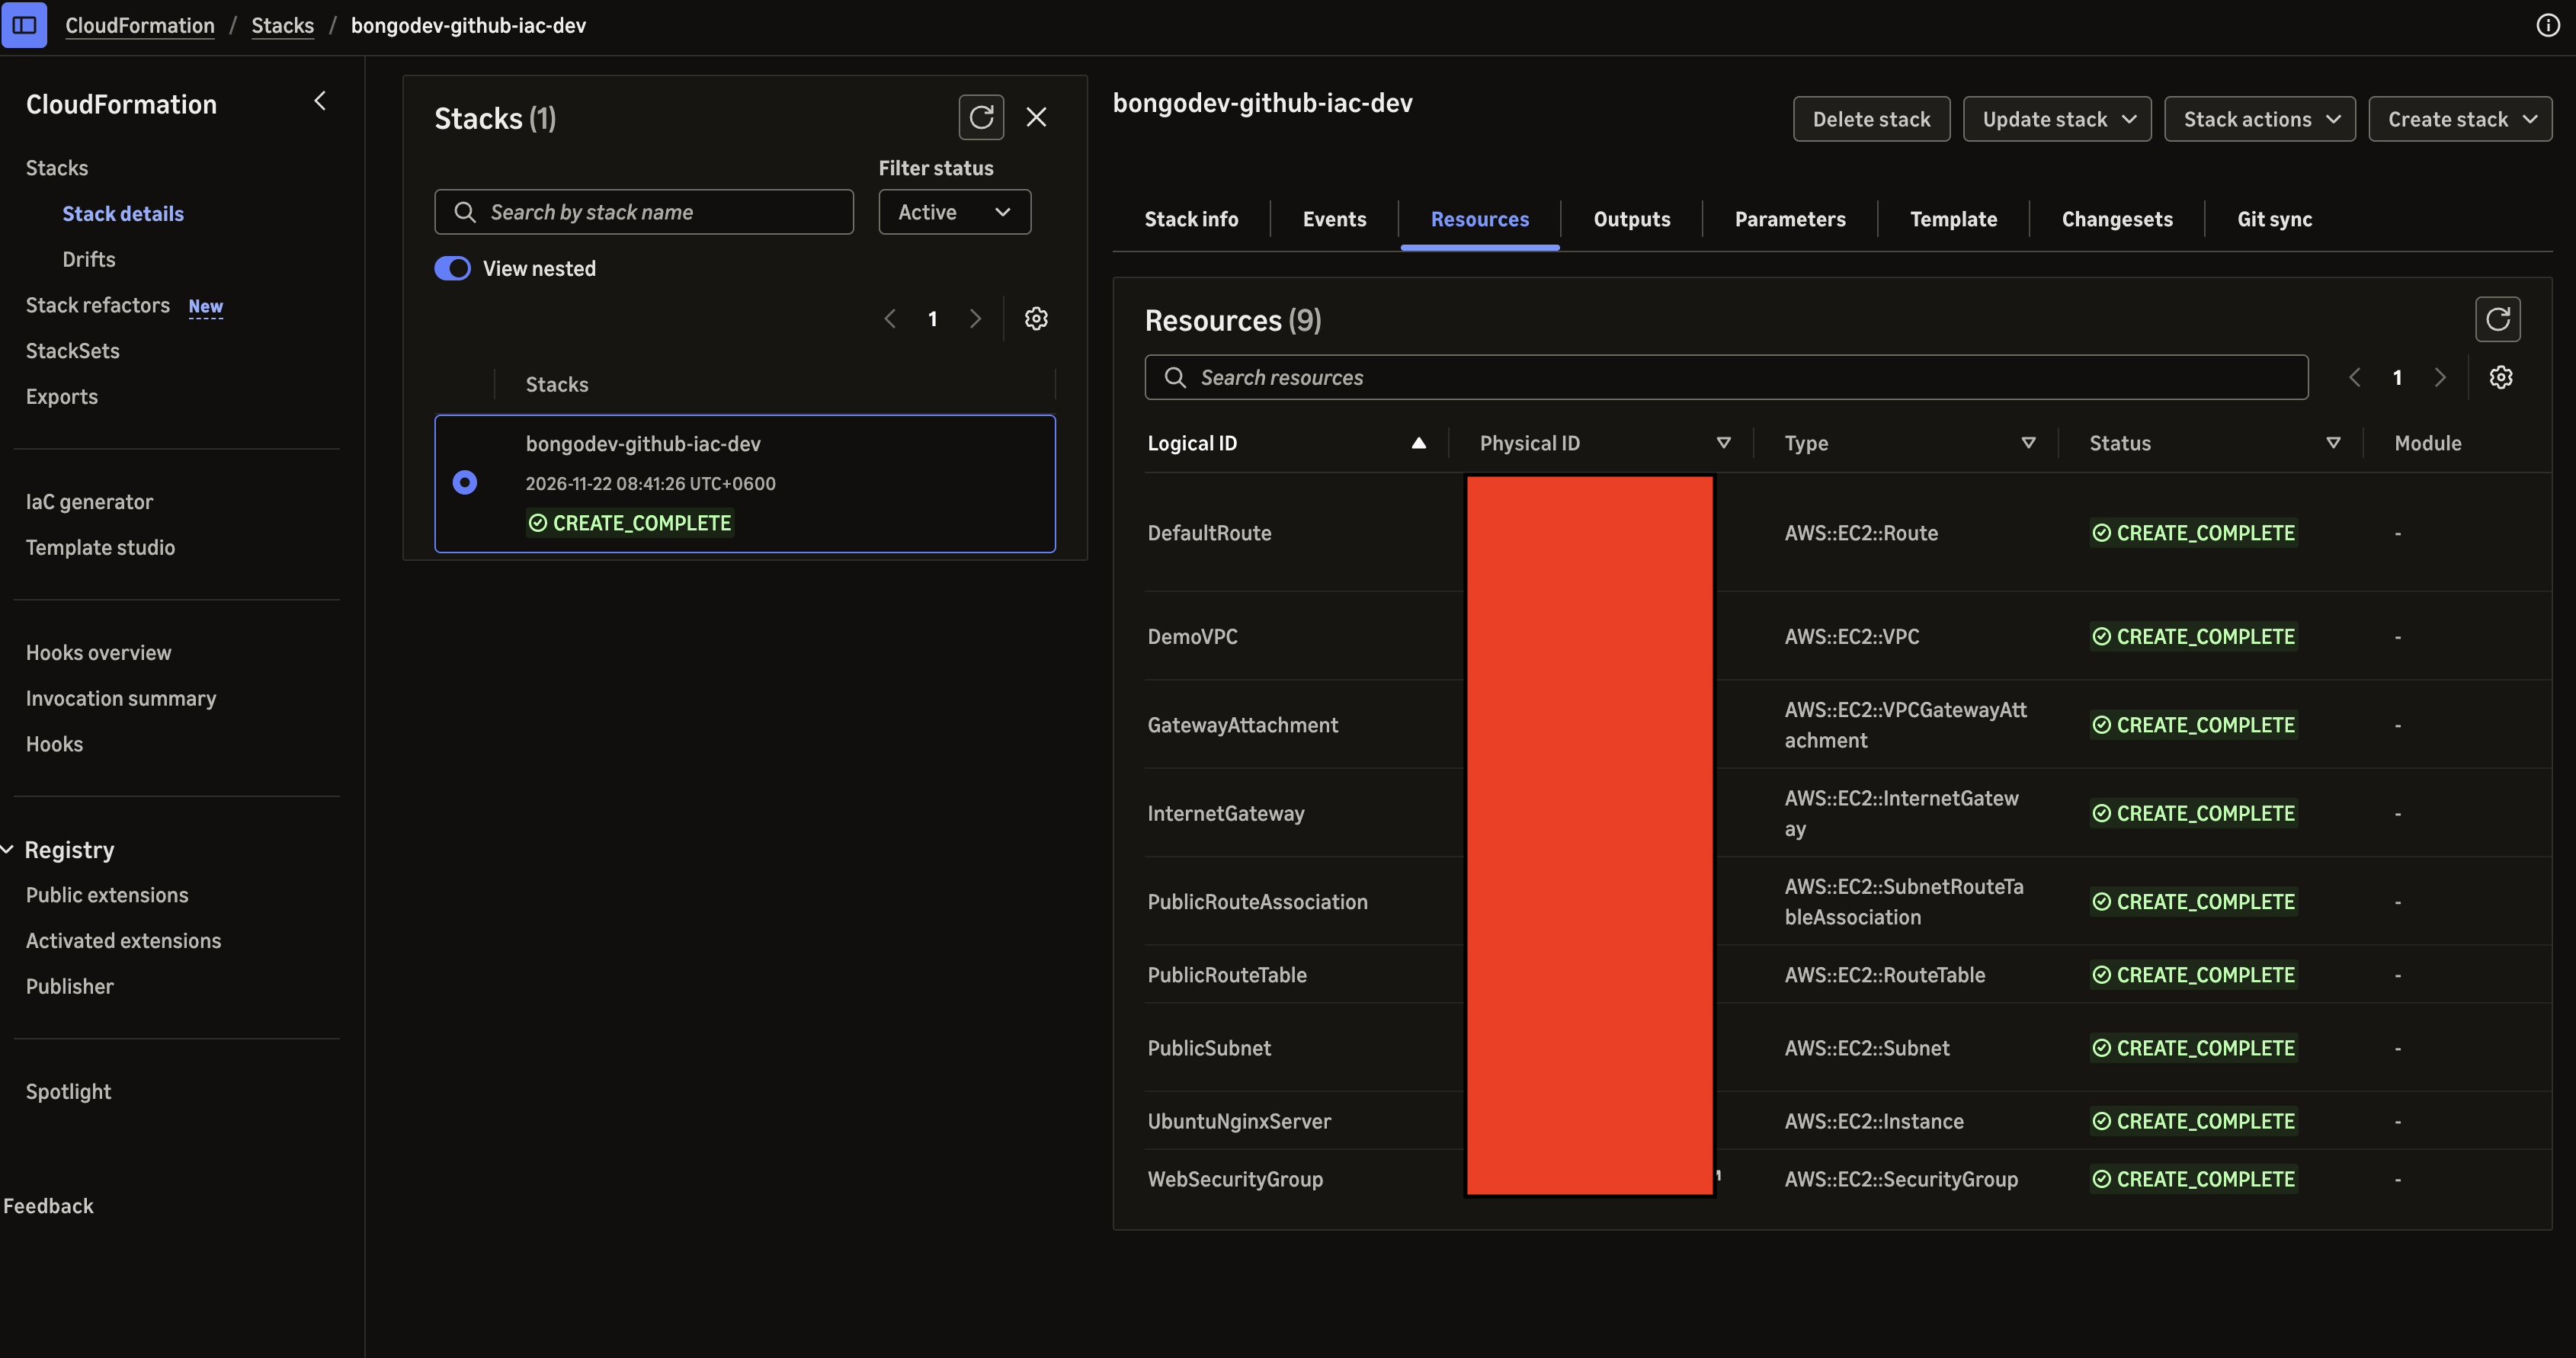 CloudFormation / Stacks / bongodev-github-iac-dev
CloudFormation
Stacks
Stack details
Drifts
Stack refactors New
StackSets
Exports
IaC generator
Template studio
Hooks overview
Invocation summary
Hooks
Registry
Public extensions
Activated extensions
Publisher
Spotlight
Feedback
Stacks (1)
Filter status
Search by stack name
Active
View nested
1
Stacks
bongodev-github-iac-dev
2026-11-22 08:41:26 UTC+0600
CREATE_COMPLETE
bongodev-github-iac-dev
Delete stack Update stack Stack actions Create stack
Stack info Events Resources Outputs Parameters Template Changesets Git sync
Resources (9)
Search resources
1
Logical ID Physical ID Type Status Module
DefaultRoute AWS::EC2::Route CREATE_COMPLETE -
DemoVPC AWS::EC2::VPC CREATE_COMPLETE -
GatewayAttachment AWS::EC2::VPCGatewayAtt
achment CREATE_COMPLETE -
InternetGateway AWS::EC2::InternetGatew
ay CREATE_COMPLETE -
PublicRouteAssociation AWS::EC2::SubnetRouteTa
bleAssociation CREATE_COMPLETE -
PublicRouteTable AWS::EC2::RouteTable CREATE_COMPLETE -
PublicSubnet AWS::EC2::Subnet CREATE_COMPLETE -
UbuntuNginxServer AWS::EC2::Instance CREATE_COMPLETE -
WebSecurityGroup AWS::EC2::SecurityGroup CREATE_COMPLETE -